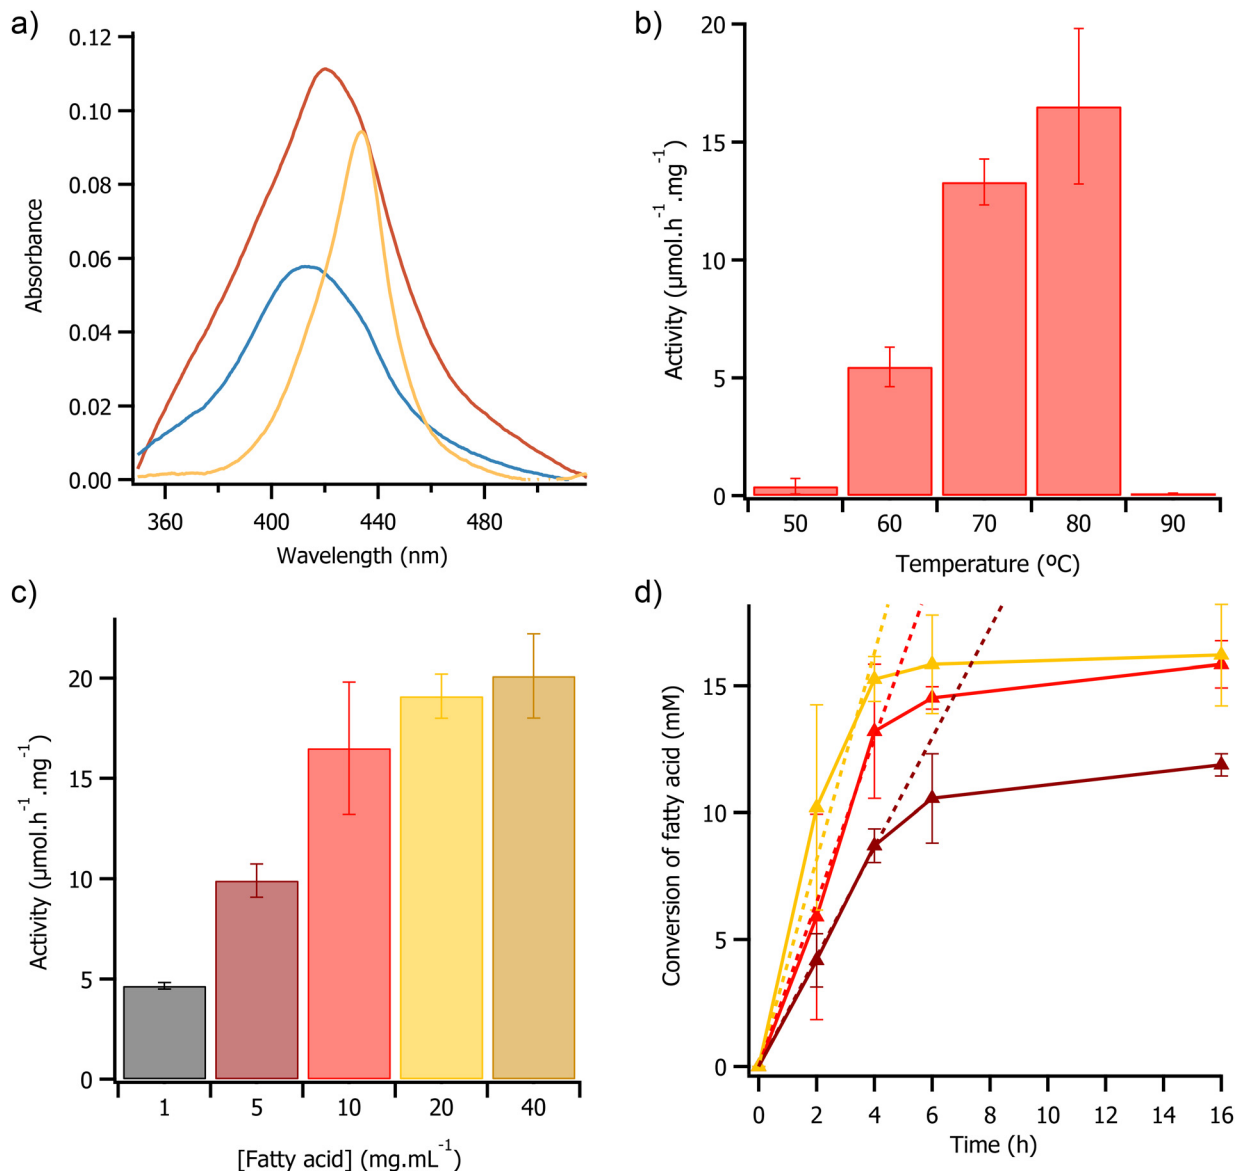 a)
0.12
0.10
0.08
0.06
0.04
0.02
0.00
Absorbance
360 400 440 480
Wavelength (nm)
b)
20
15
10
5
0
Activity (µmol.h⁻¹.mg⁻¹)
50 60 70 80 90
Temperature (ºC)
c)
20
15
10
5
0
Activity (µmol.h⁻¹.mg⁻¹)
1 5 10 20 40
[Fatty acid] (mg.mL⁻¹)
d)
15
10
5
0
Conversion of fatty acid (mM)
0 2 4 6 8 10 12 14 16
Time (h)